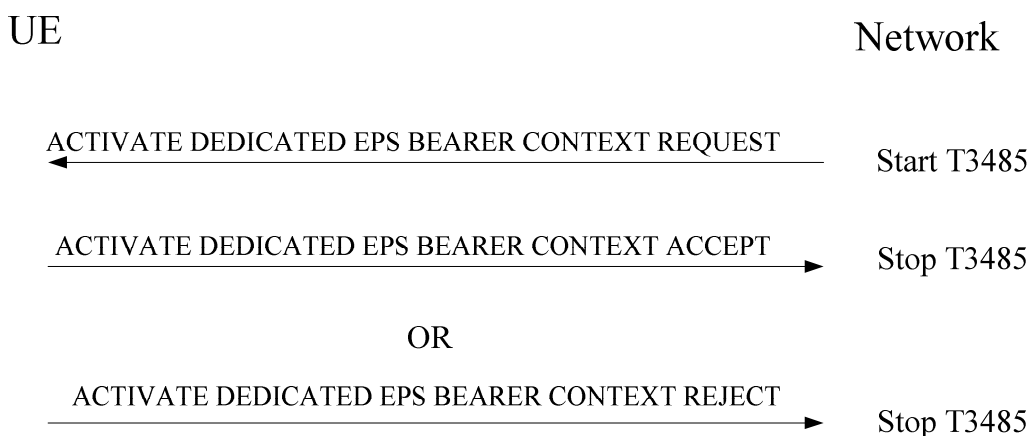 UE
Network
ACTIVATE DEDICATED EPS BEARER CONTEXT REQUEST
Start T3485
ACTIVATE DEDICATED EPS BEARER CONTEXT ACCEPT
Stop T3485
OR
ACTIVATE DEDICATED EPS BEARER CONTEXT REJECT
Stop T3485